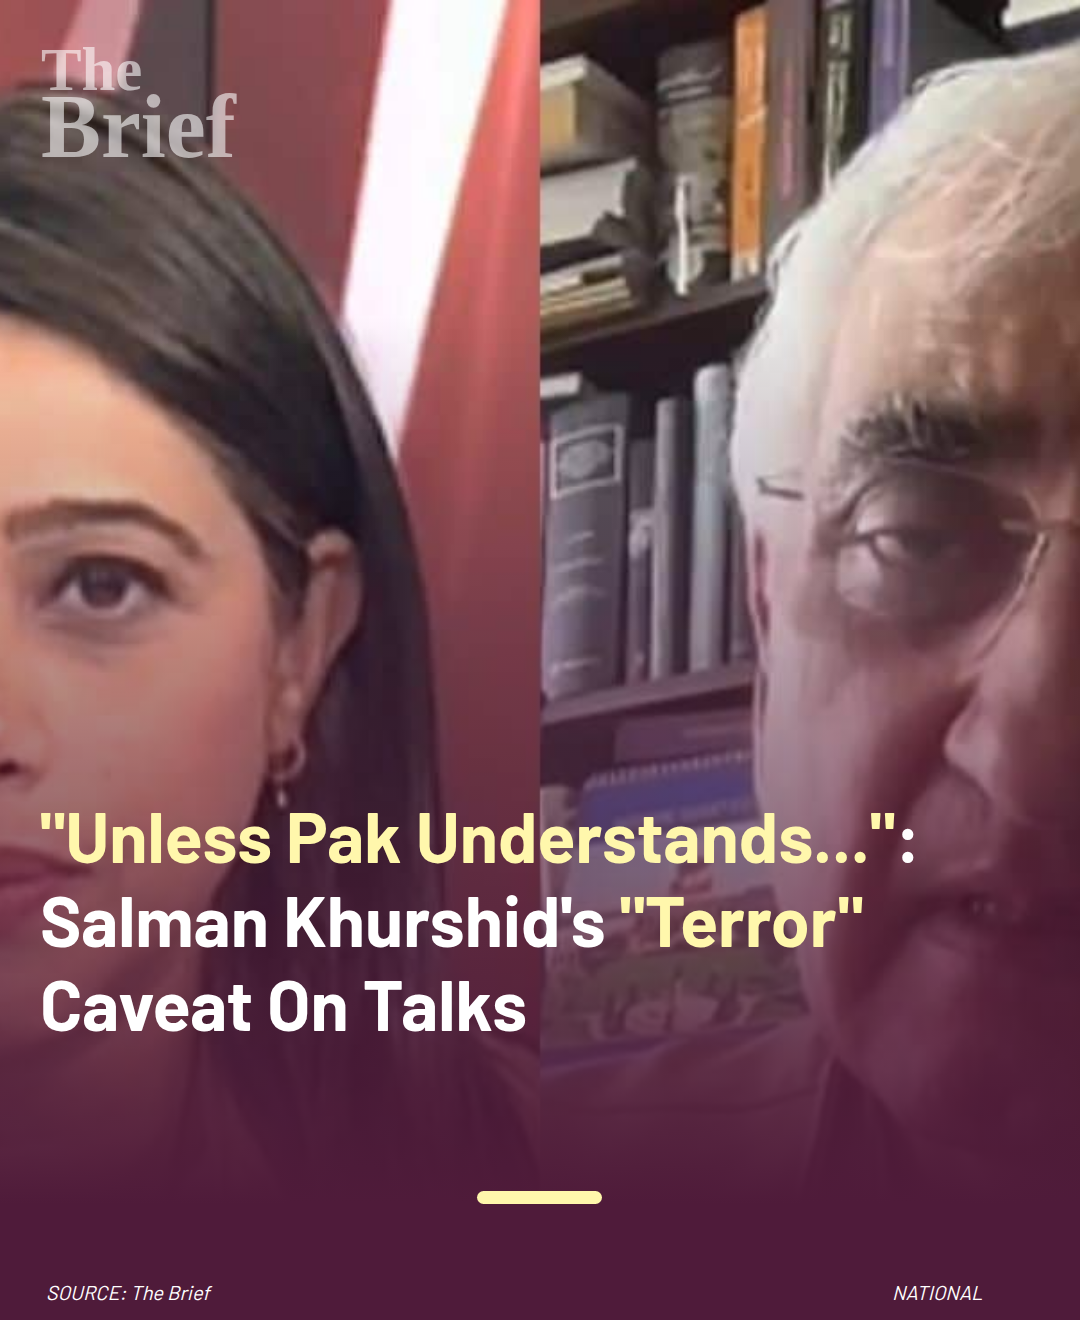 The
Brief
"Unless Pak Understands...":
Salman Khurshid's "Terror"
Caveat On Talks
SOURCE: The Brief
NATIONAL